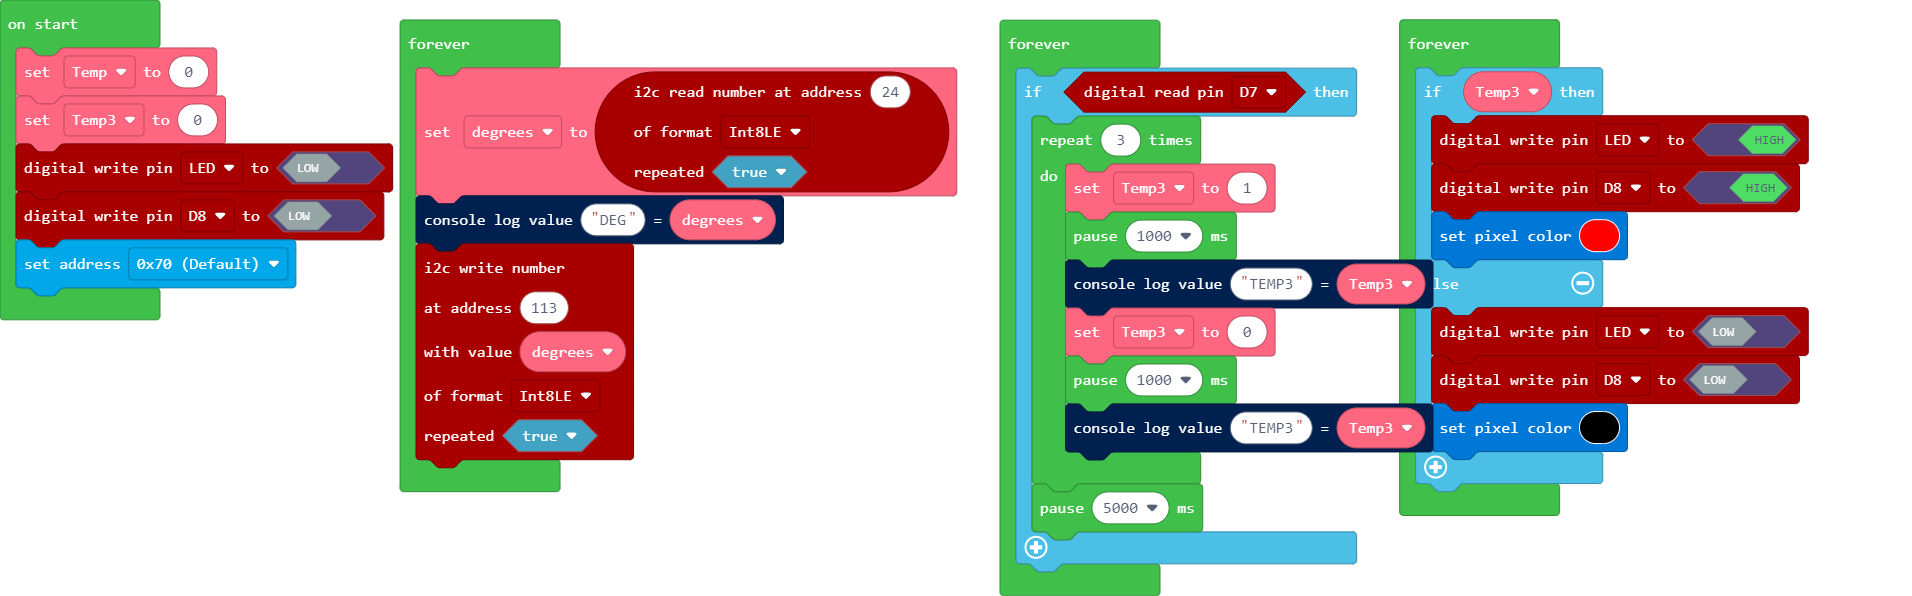 on start
set Temp to 0
set Temp3 to 0
digital write pin LED to LOW
digital write pin D8 to LOW
set address 0x70 (Default)
forever
set degrees to
i2c read number at address 24
of format Int8LE
repeated true
console log value "DEG" = degrees
i2c write number
at address 113
with value degrees
of format Int8LE
repeated true
forever
if digital read pin D7 then
repeat 3 times
do
set Temp3 to 1
pause 1000 ms
console log value "TEMP3" = Temp3
set Temp3 to 0
pause 1000 ms
console log value "TEMP3" = Temp3
pause 5000 ms
forever
if Temp3 then
digital write pin LED to HIGH
digital write pin D8 to HIGH
set pixel color
lse
digital write pin LED to LOW
digital write pin D8 to LOW
set pixel color